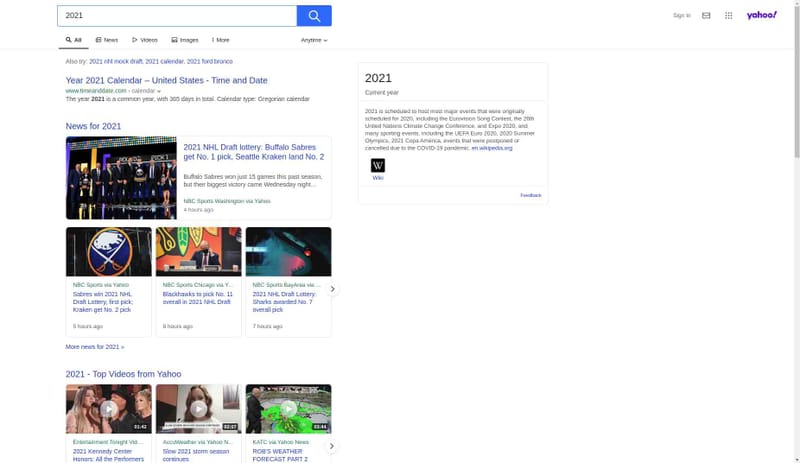 2021
Sign in
yahoo!
All
News
Videos
Images
More
Anytime
Also try: 2021 nhl mock draft, 2021 calendar, 2021 ford bronco
Year 2021 Calendar – United States - Time and Date
www.timeanddate.com › calendar
The year 2021 is a common year, with 365 days in total. Calendar type: Gregorian calendar
News for 2021
2021 NHL Draft lottery: Buffalo Sabres
get No. 1 pick, Seattle Kraken land No. 2
Buffalo Sabres won just 15 games this past season,
but their biggest victory came Wednesday night…
NBC Sports Washington via Yahoo
4 hours ago
NBC Sports via Yahoo
Sabres win 2021 NHL
Draft Lottery, first pick;
Kraken get No. 2 pick
5 hours ago
NBC Sports Chicago via Y…
Blackhawks to pick No. 11
overall in 2021 NHL Draft
8 hours ago
NBC Sports BayArea via …
2021 NHL Draft Lottery:
Sharks awarded No. 7
overall pick
7 hours ago
More news for 2021 »
2021 - Top Videos from Yahoo
01:42
Entertainment Tonight Vid…
2021 Kennedy Center
Honors: All the Performers
02:07
AccuWeather via Yahoo N…
Slow 2021 storm season
continues
03:44
KATC via Yahoo News
ROB'S WEATHER
FORECAST PART 2
2021
Current year
2021 is scheduled to host most major events that were originally
scheduled for 2020, including the Eurovision Song Contest, the 26th
United Nations Climate Change Conference, and Expo 2020, and
many sporting events, including the UEFA Euro 2020, 2020 Summer
Olympics, 2021 Copa América, events that were postponed or
cancelled due to the COVID-19 pandemic. en.wikipedia.org
W
Wiki
Feedback